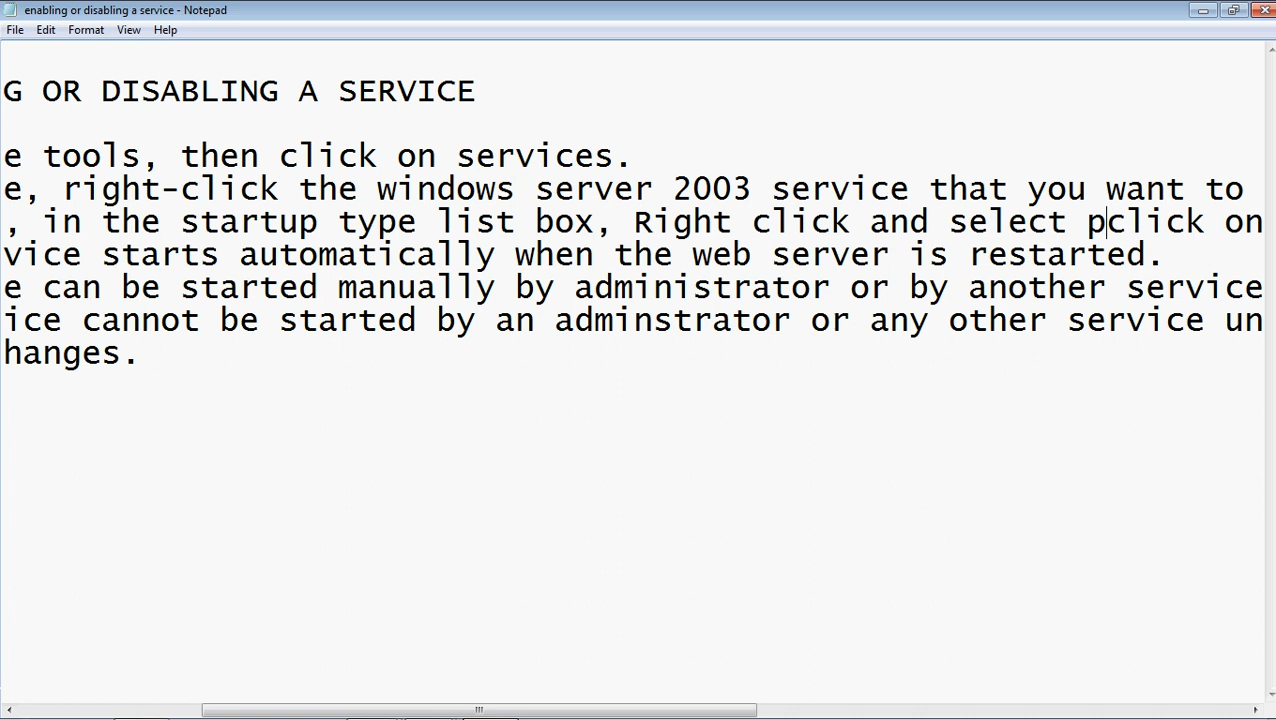 enabling or disabling a service - Notepad
File Edit Format View Help
G OR DISABLING A SERVICE
e tools, then click on services.
e, right-click the windows server 2003 service that you want to
, in the startup type list box, Right click and select pclick on
vice starts automatically when the web server is restarted.
e can be started manually by administrator or by another service
ice cannot be started by an adminstrator or any other service un
hanges.